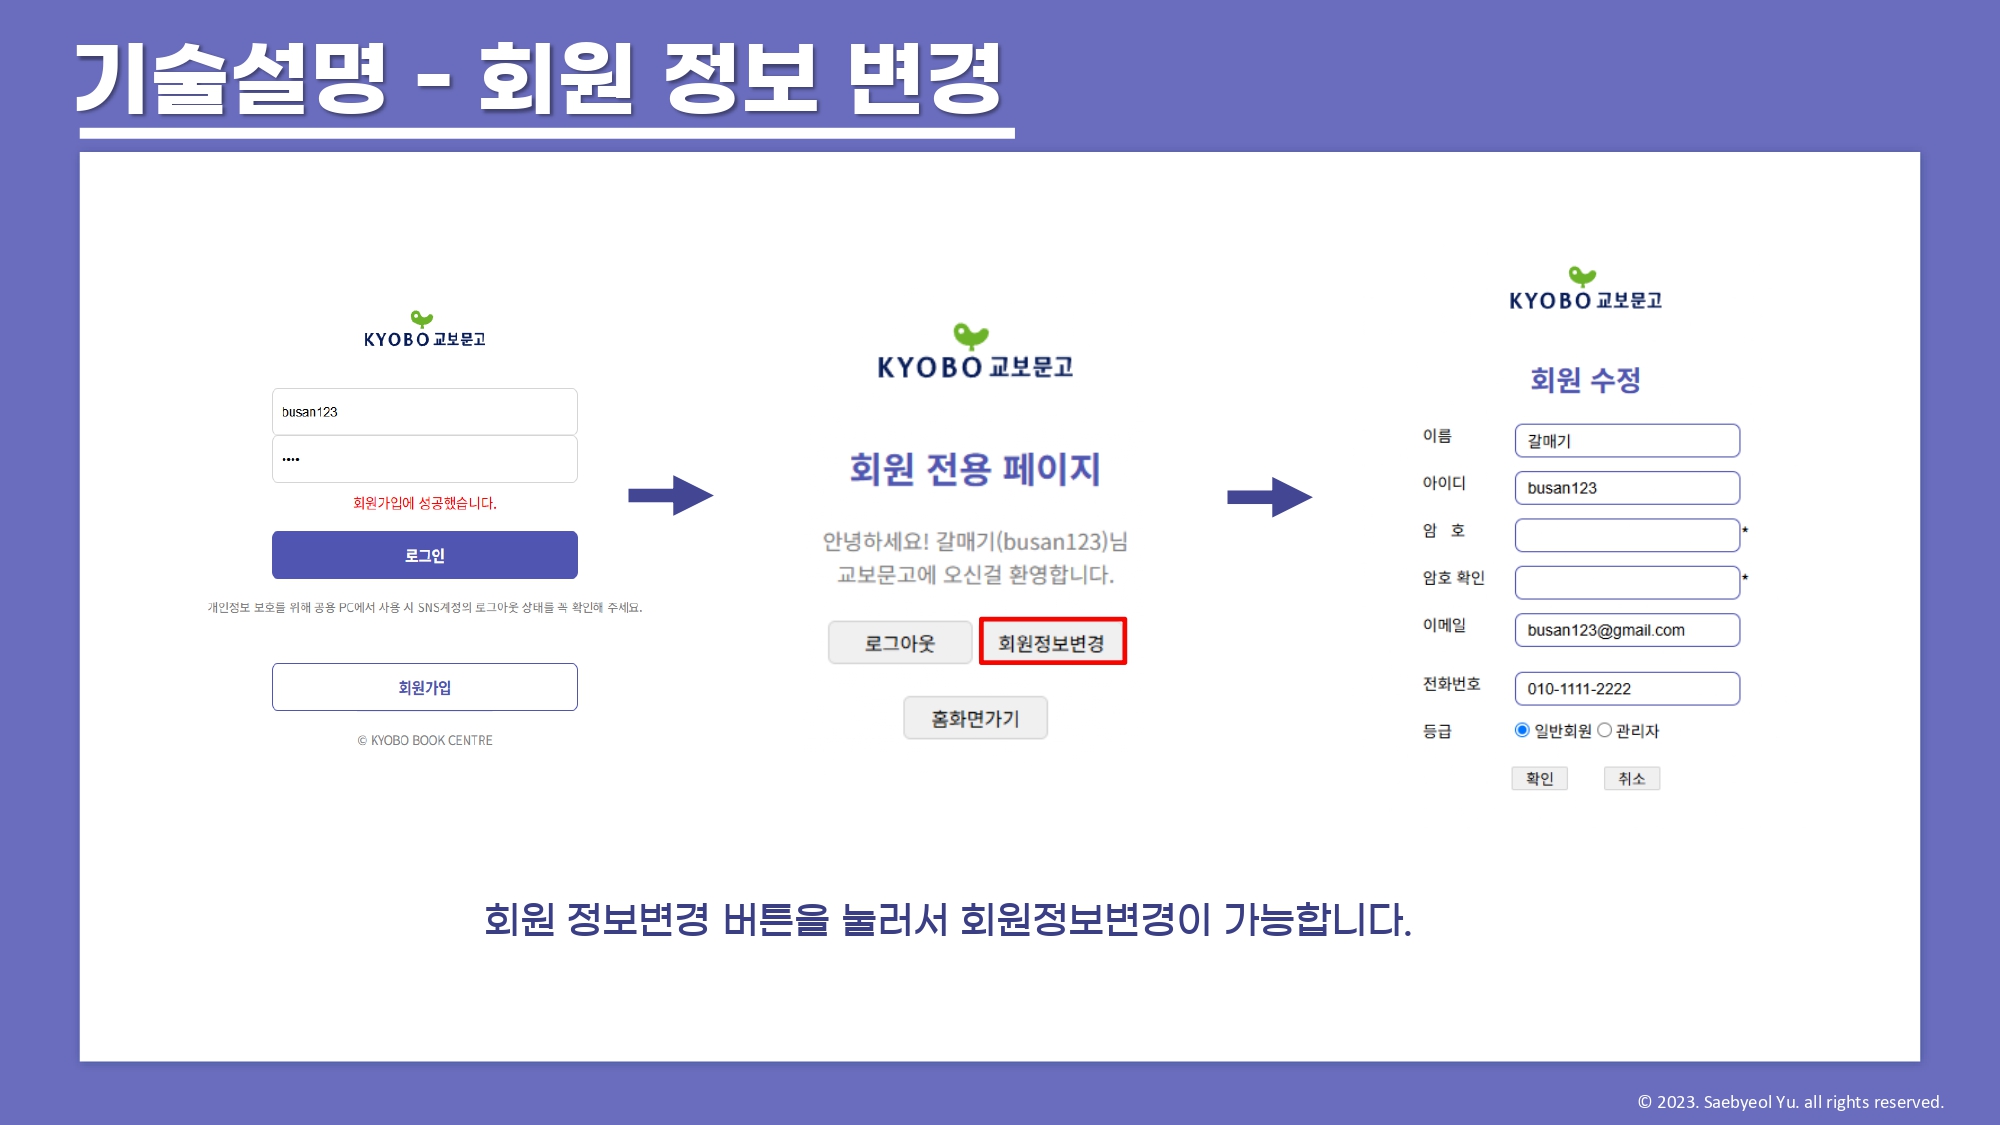 기술설명 - 회원 정보 변경
KYOBO 교보문고
busan123
••••
회원가입에 성공했습니다.
로그인
개인정보 보호를 위해 공용 PC에서 사용 시 SNS계정의 로그아웃 상태를 꼭 확인해 주세요.
회원가입
© KYOBO BOOK CENTRE
KYOBO 교보문고
회원 전용 페이지
안녕하세요! 갈매기(busan123)님
교보문고에 오신걸 환영합니다.
로그아웃 회원정보변경
홈화면가기
KYOBO 교보문고
회원 수정
이름 갈매기
아이디 busan123
암 호 *
암호 확인 *
이메일 busan123@gmail.com
전화번호 010-1111-2222
등급 일반회원 관리자
확인 취소
회원 정보변경 버튼을 눌러서 회원정보변경이 가능합니다.
© 2023. Saebyeol Yu. all rights reserved.